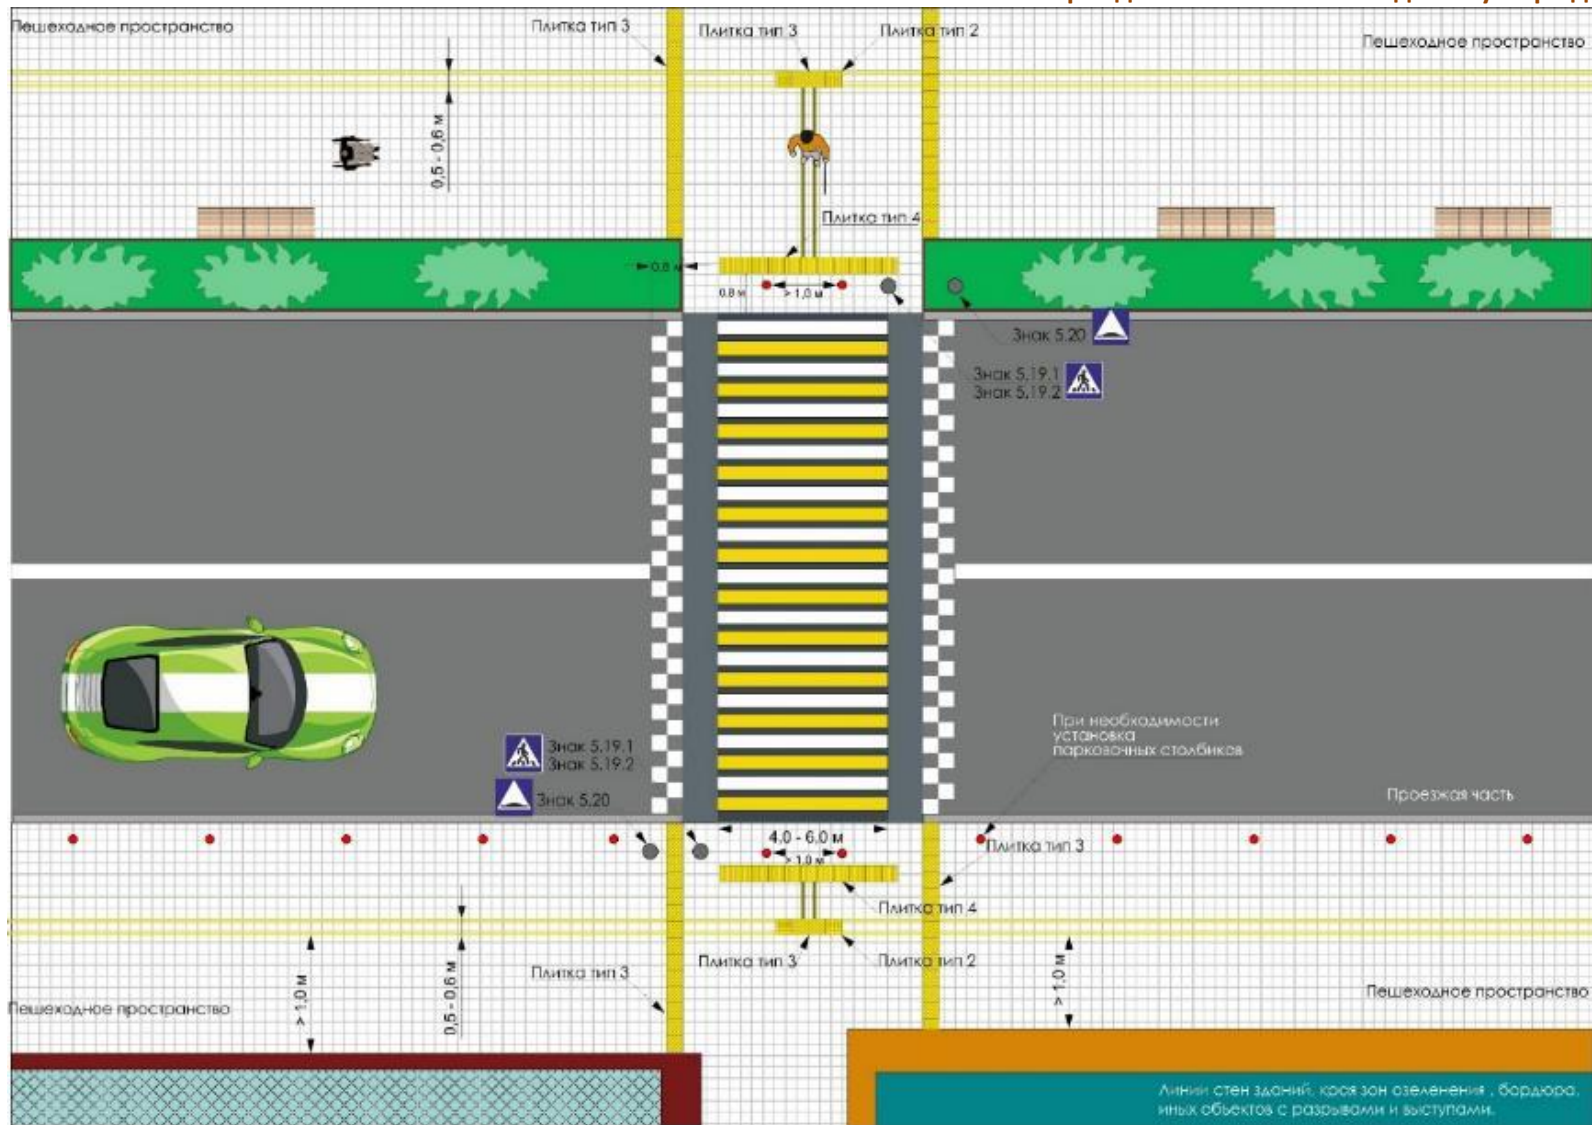 Пешеходное пространство
Плитка тип 3
Плитка тип 3
Плитка тип 2
Пешеходное пространство
0,5 - 0,6 м
Плитка тип 4
0,8 м
0.8 м
> 1,0 м
Знак 5.20
Знак 5.19.1
Знак 5.19.2
При необходимости
установка
парковочных столбиков
Знак 5.19.1
Знак 5.19.2
Знак 5.20
Проезжая часть
4,0 - 6,0 м
> 1,0 м
Плитка тип 3
Плитка тип 4
Плитка тип 3
Плитка тип 3
Плитка тип 2
> 1,0 м
0,5 - 0,6 м
> 1,0 м
Пешеходное пространство
Пешеходное пространство
Линии стен зданий, края зон озеленения , бордюра,
иных объектов с разрывами и выступами.